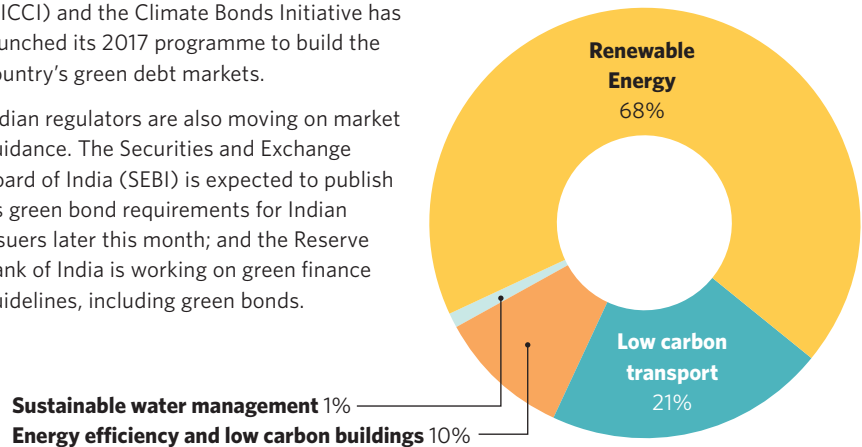 ICCI) and the Climate Bonds Initiative has
unched its 2017 programme to build the
ountry's green debt markets.
dian regulators are also moving on market
uidance. The Securities and Exchange
oard of India (SEBI) is expected to publish
s green bond requirements for Indian
suers later this month; and the Reserve
ank of India is working on green finance
uidelines, including green bonds.
Renewable
Energy
68%
Low carbon
transport
21%
Sustainable water management 1%
Energy efficiency and low carbon buildings 10%